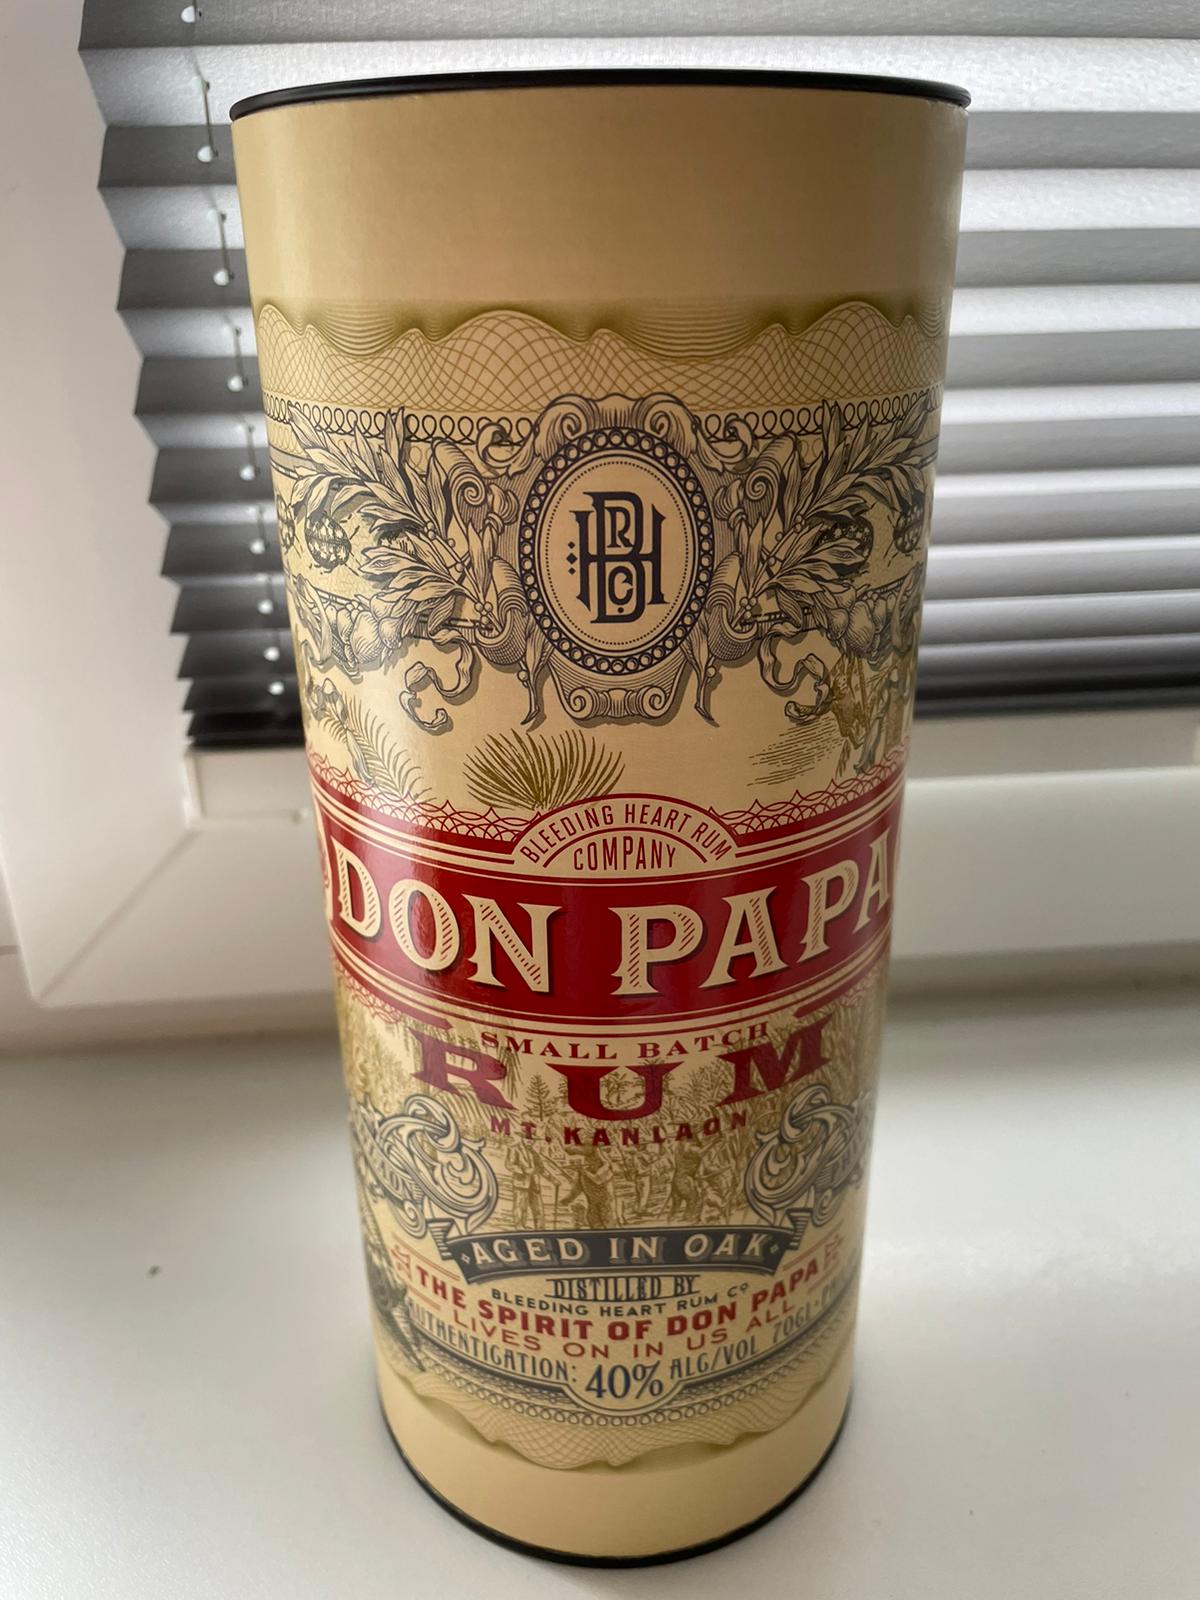 BHDRC°
BLEEDING HEART RUM
COMPANY
DON PAPA
SMALL BATCH
RUM
MT. KANLAON
AGED IN OAK
DISTILLED BY
BLEEDING HEART RUM Cº
THE SPIRIT OF DON PAPA
LIVES ON IN US ALL
AUTHENTICATION: 40% ALC/VOL 70CL